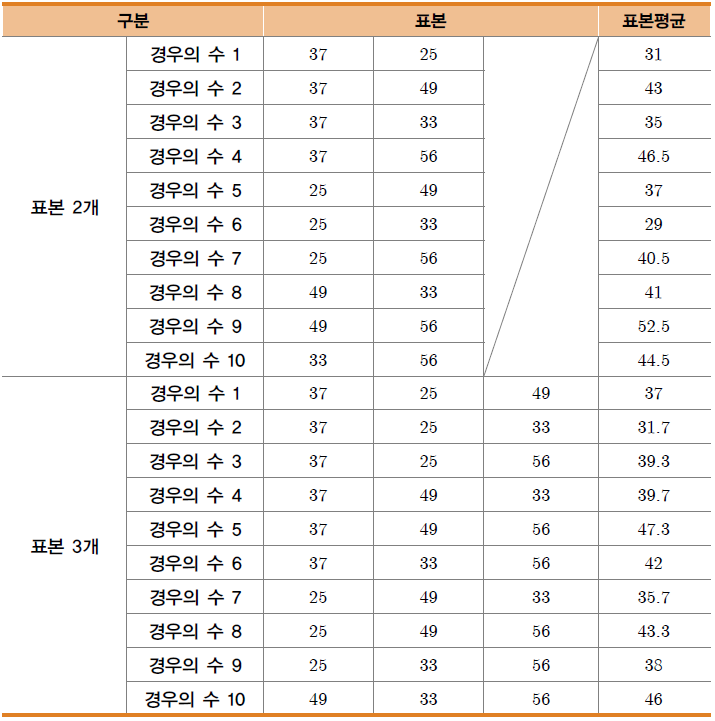 구분 표본 표본평균
경우의 수 1 37 25 31
경우의 수 2 37 49 43
경우의 수 3 37 33 35
경우의 수 4 37 56 46.5
표본 2개 경우의 수 5 25 49 37
경우의 수 6 25 33 29
경우의 수 7 25 56 40.5
경우의 수 8 49 33 41
경우의 수 9 49 56 52.5
경우의 수 10 33 56 44.5
경우의 수 1 37 25 49 37
경우의 수 2 37 25 33 31.7
경우의 수 3 37 25 56 39.3
경우의 수 4 37 49 33 39.7
표본 3개 경우의 수 5 37 49 56 47.3
경우의 수 6 37 33 56 42
경우의 수 7 25 49 33 35.7
경우의 수 8 25 49 56 43.3
경우의 수 9 25 33 56 38
경우의 수 10 49 33 56 46